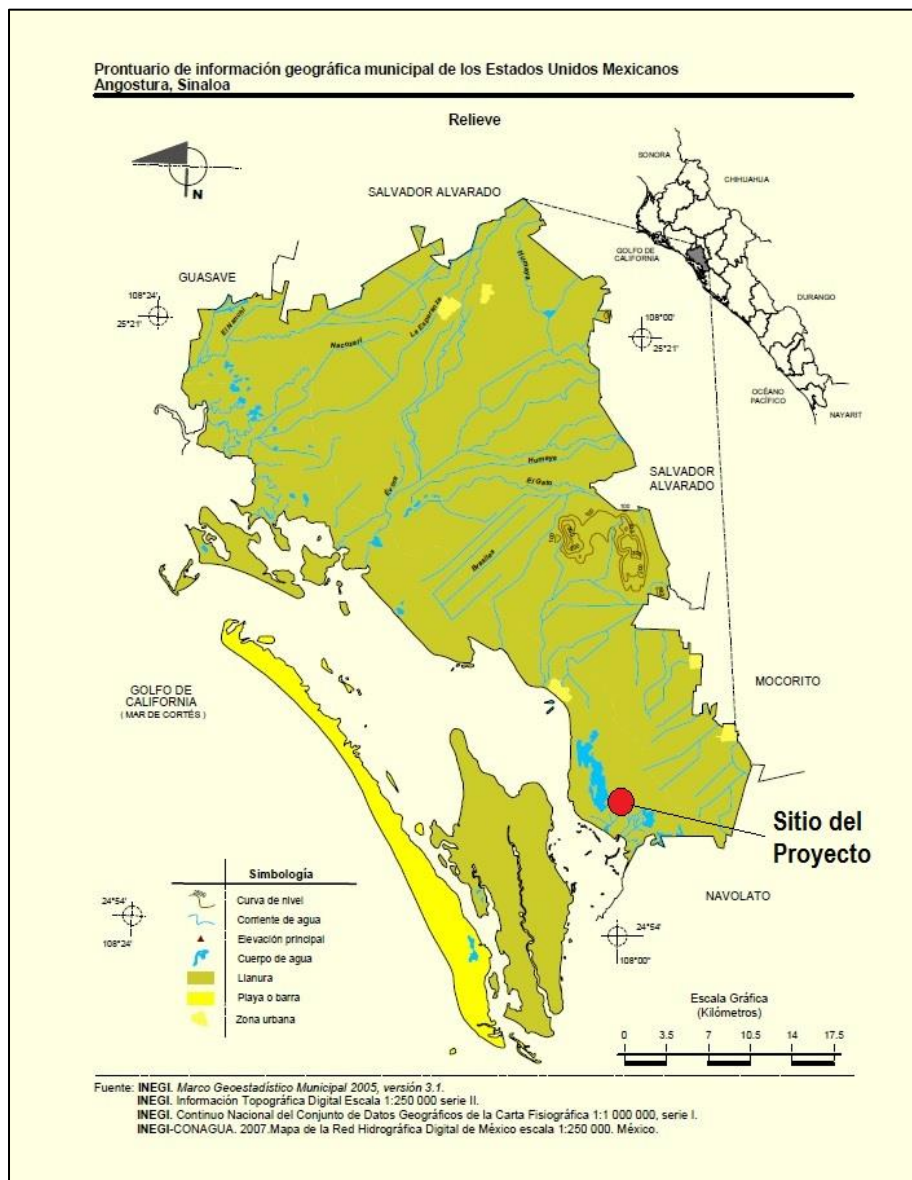 Prontuario de información geográfica municipal de los Estados Unidos Mexicanos
Angostura, Sinaloa
Relieve
N
SONORA
CHIHUAHUA
GOLFO DE
CALIFORNIA
DURANGO
OCÉANO
PACÍFICO
NAYARIT
SALVADOR ALVARADO
GUASAVE
108°24'
25°21'
108°00'
25°21'
Humaya
La Esperanza
Nacozari
Évora
Humaya
El Gato
Brasiles
SALVADOR
ALVARADO
100
100
100
MOCORITO
GOLFO DE
CALIFORNIA
( MAR DE CORTÉS )
Sitio del
Proyecto
NAVOLATO
24°54'
108°24'
24°54'
108°00'
Simbología
Curva de nivel
Corriente de agua
Elevación principal
Cuerpo de agua
Llanura
Playa o barra
Zona urbana
Escala Gráfica
(Kilómetros)
0 3.5 7 10.5 14 17.5
Fuente: INEGI. Marco Geoestadístico Municipal 2005, versión 3.1.
INEGI. Información Topográfica Digital Escala 1:250 000 serie II.
INEGI. Continuo Nacional del Conjunto de Datos Geográficos de la Carta Fisiográfica 1:1 000 000, serie I.
INEGI-CONAGUA. 2007.Mapa de la Red Hidrográfica Digital de México escala 1:250 000. México.